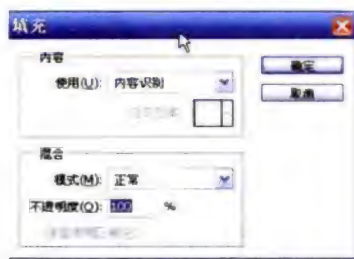 填充
内容
使用(U): 内容识别
确定
取消
混合
模式(M): 正常
不透明度(O): 100 %